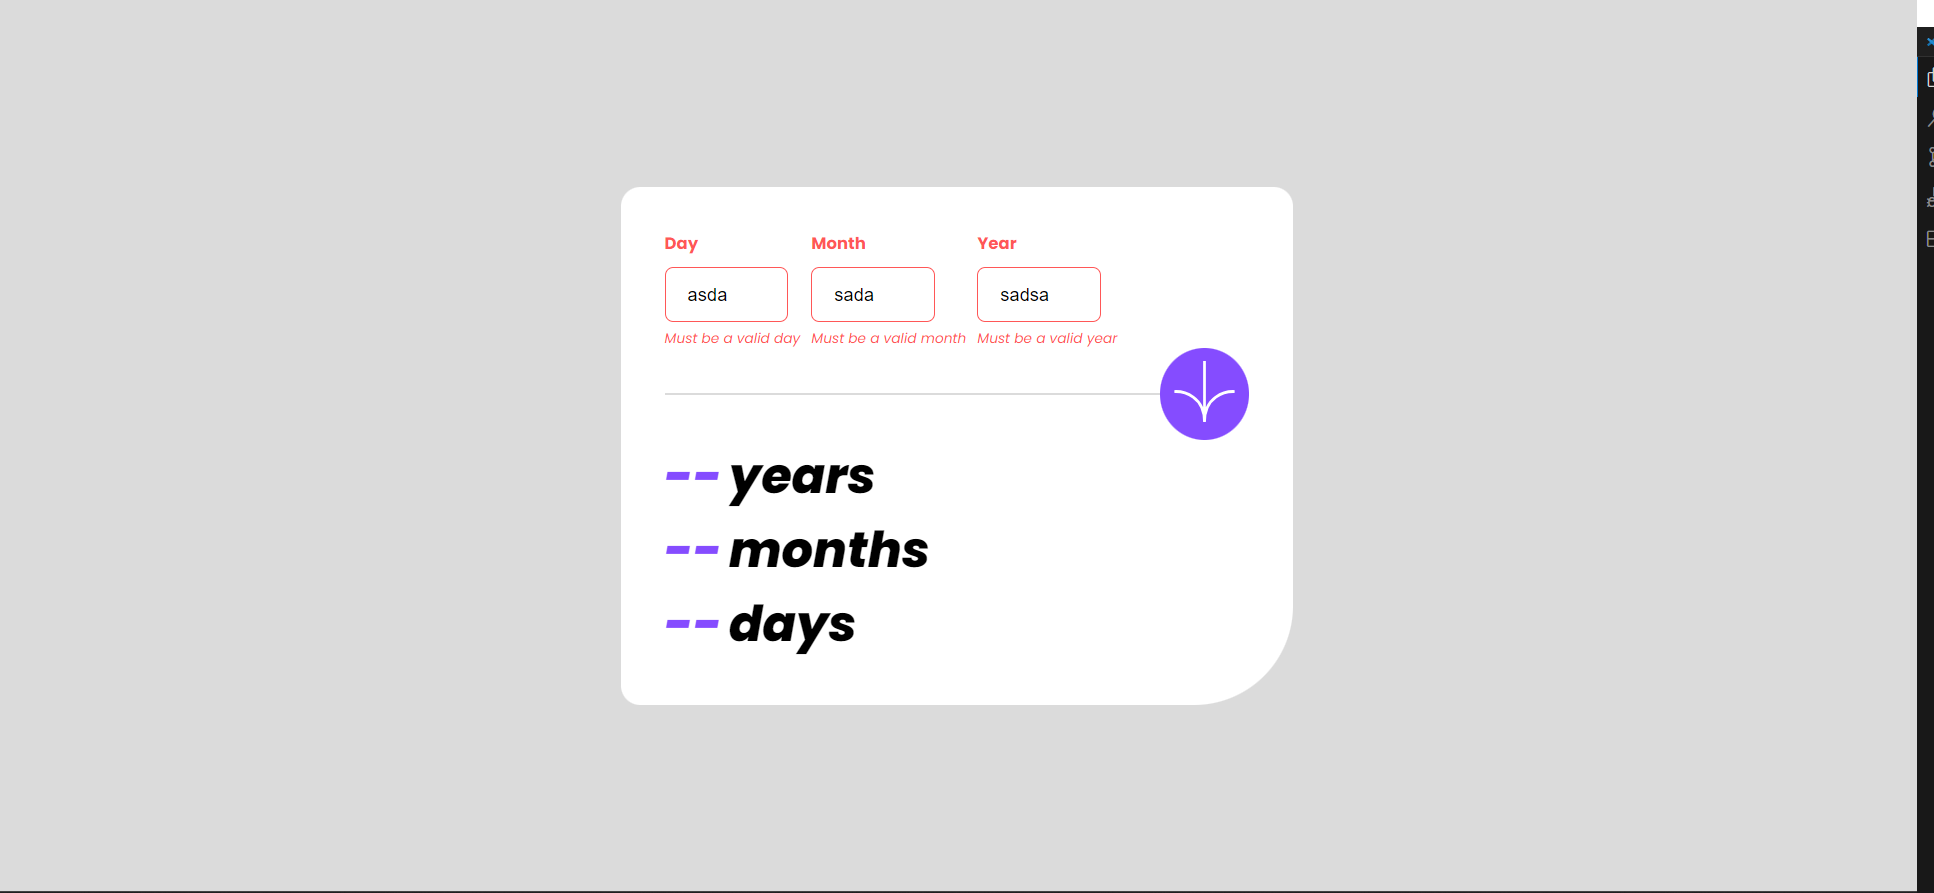 Day Month Year
asda sada sadsa
Must be a valid day Must be a valid month Must be a valid year
-- years
-- months
-- days